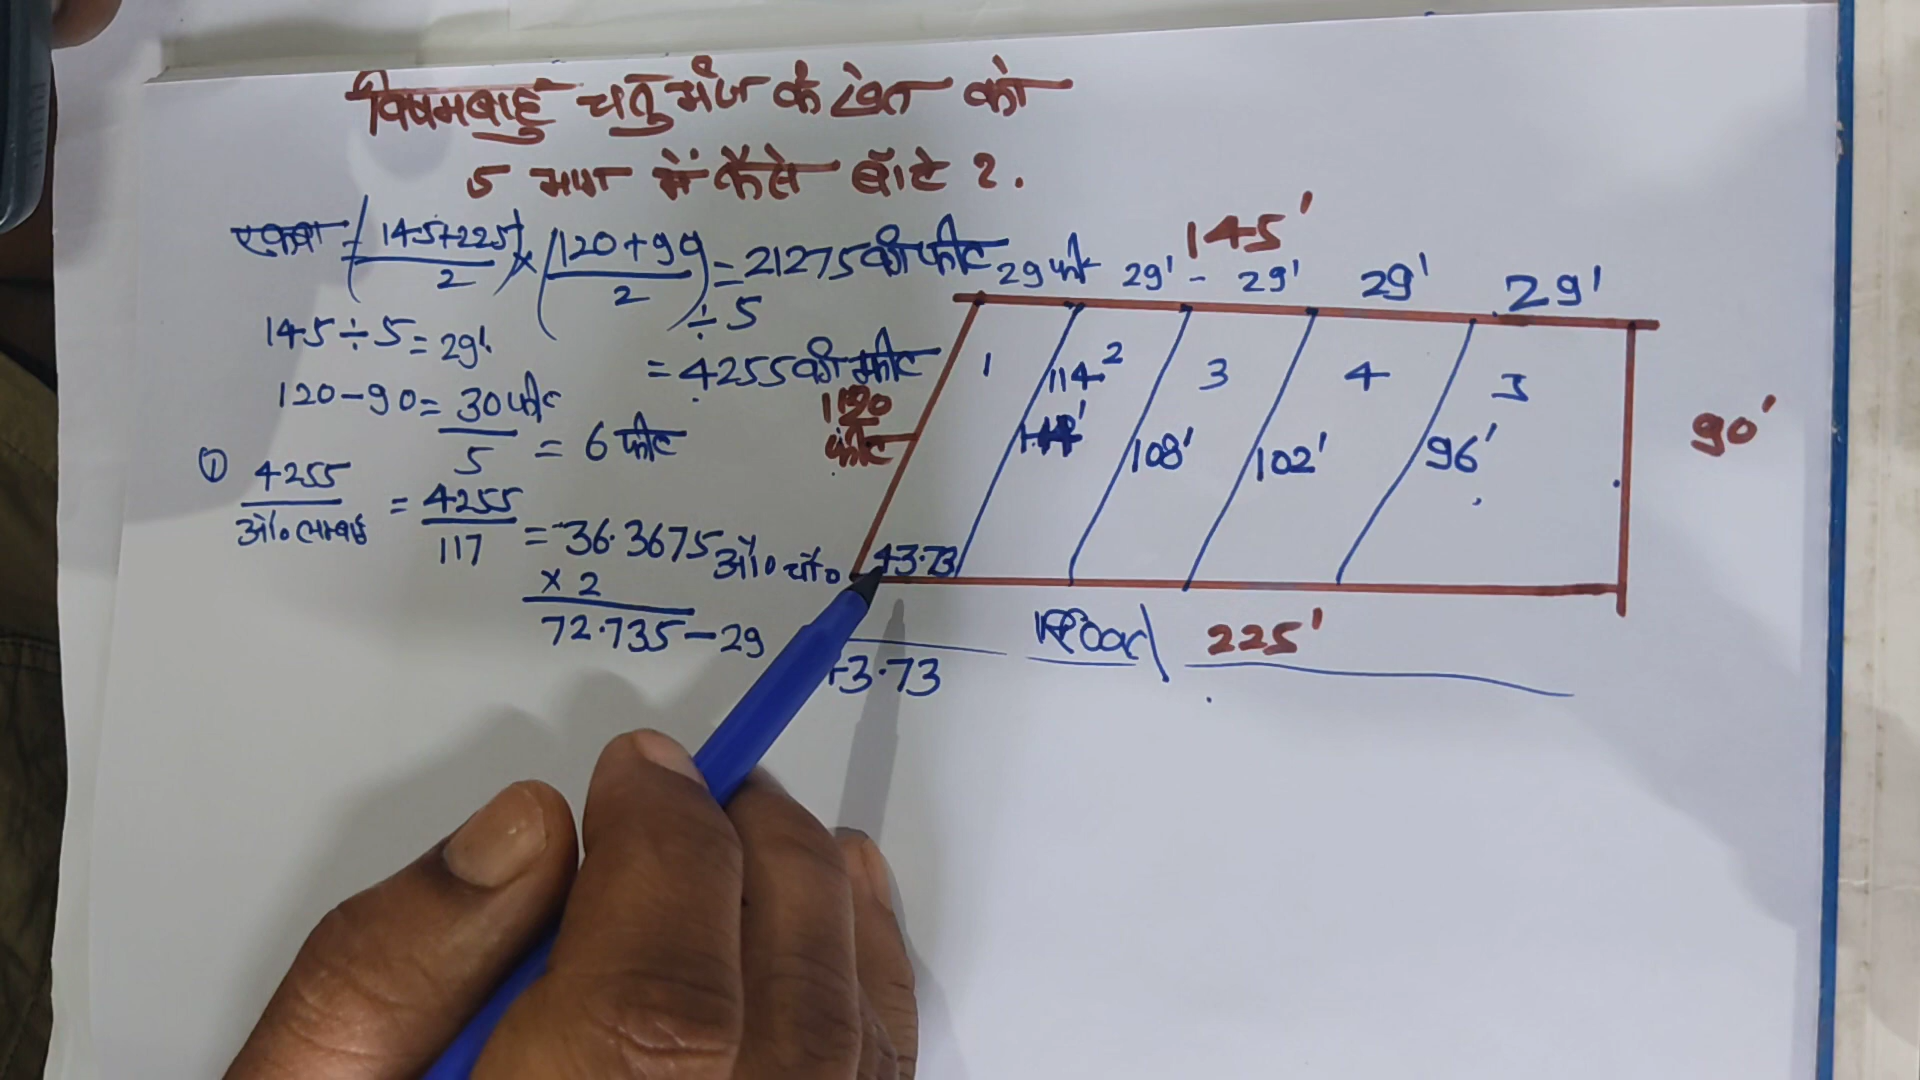 विषमबाहु चतुर्भुज के खेत को
5 भाग में कैसे बाँटे ?.
रकबा = (145+225/2) × (120+90/2) = 21275 वर्ग फीट
÷ 5
= 4255 वर्ग फीट
145 ÷ 5 = 29'
120-90 = 30 फीट/5 = 6 फीट
① 4255/औ० लम्बाई = 4255/117 = 36.3675 औ० चौ०
× 2
72.735 - 29
43.73
145'
29 फीट 29' - 29' 29' 29'
1 2 3 4 5
120 फीट
114 108' 102' 96'
90'
43.73
225'